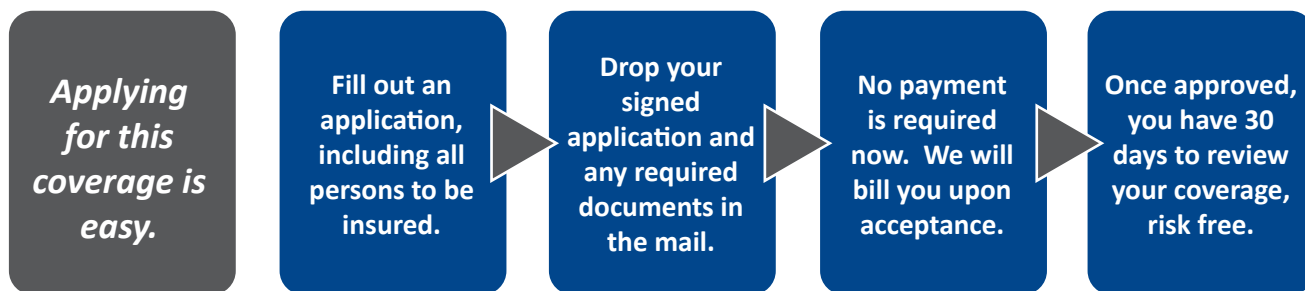 Applying
for this
coverage is
easy.
Fill out an
application,
including all
persons to be
insured.
Drop your
signed
application and
any required
documents in
the mail.
No payment
is required
now.  We will
bill you upon
acceptance.
Once approved,
you have 30
days to review
your coverage,
risk free.